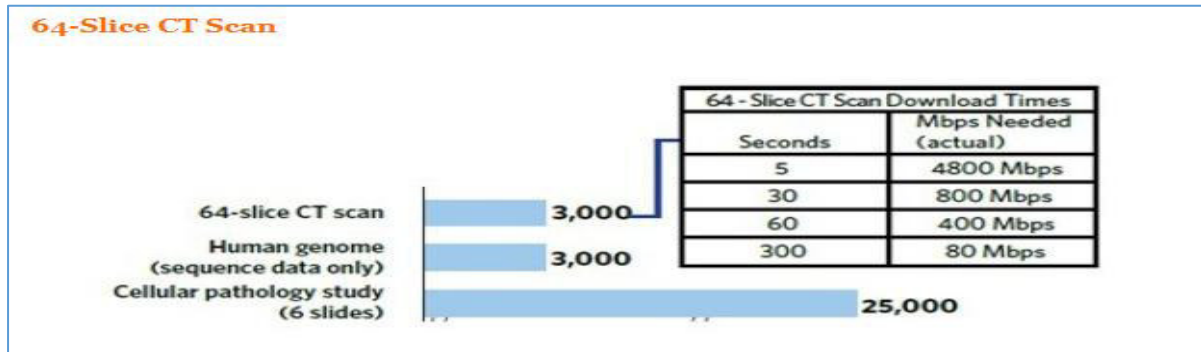 64-Slice CT Scan
64 - Slice CT Scan Download Times
Seconds
Mbps Needed (actual)
5 4800 Mbps
30 800 Mbps
60 400 Mbps
300 80 Mbps
64-slice CT scan 3,000
Human genome
(sequence data only) 3,000
Cellular pathology study
(6 slides) 25,000